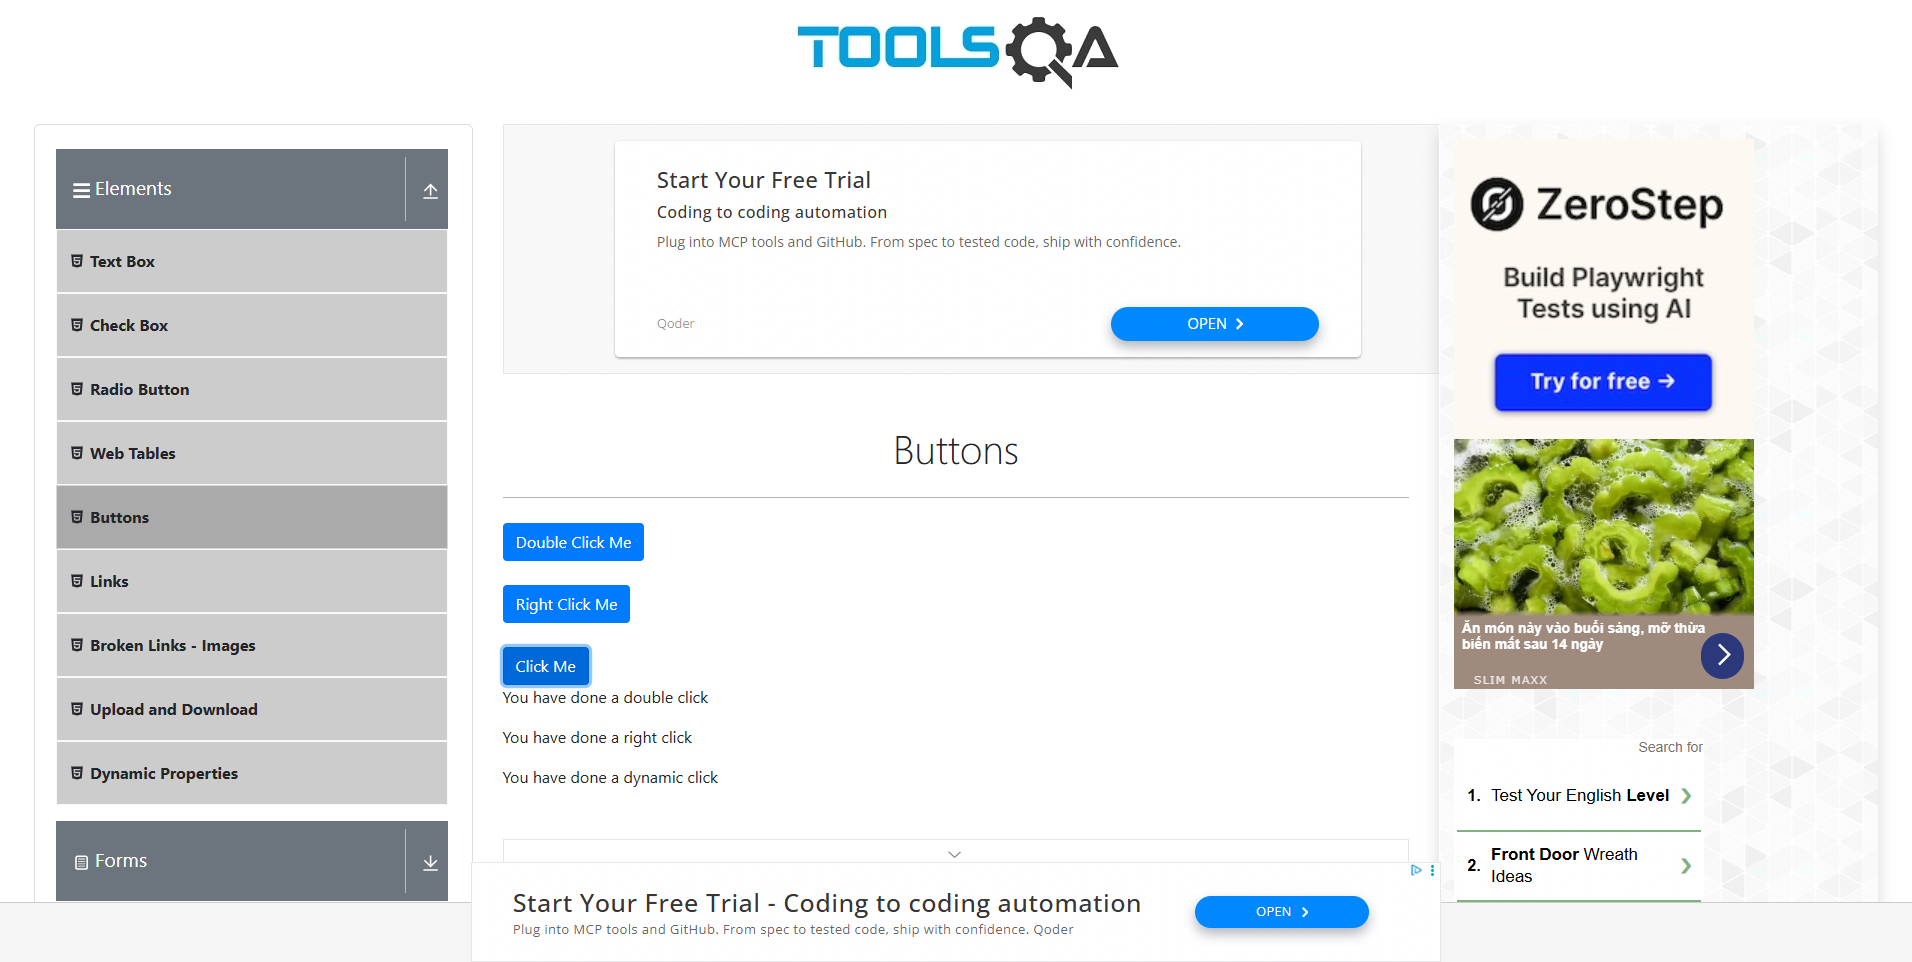 TOOLSQA
Elements
Text Box
Check Box
Radio Button
Web Tables
Buttons
Links
Broken Links - Images
Upload and Download
Dynamic Properties
Forms
Start Your Free Trial
Coding to coding automation
Plug into MCP tools and GitHub. From spec to tested code, ship with confidence.
Qoder
OPEN
Buttons
Double Click Me
Right Click Me
Click Me
You have done a double click
You have done a right click
You have done a dynamic click
Start Your Free Trial - Coding to coding automation
Plug into MCP tools and GitHub. From spec to tested code, ship with confidence. Qoder
OPEN
ZeroStep
Build Playwright
Tests using AI
Try for free →
Ăn món này vào buổi sáng, mỡ thừa
biến mất sau 14 ngày
SLIM MAXX
Search for
1. Test Your English Level
2. Front Door Wreath
Ideas